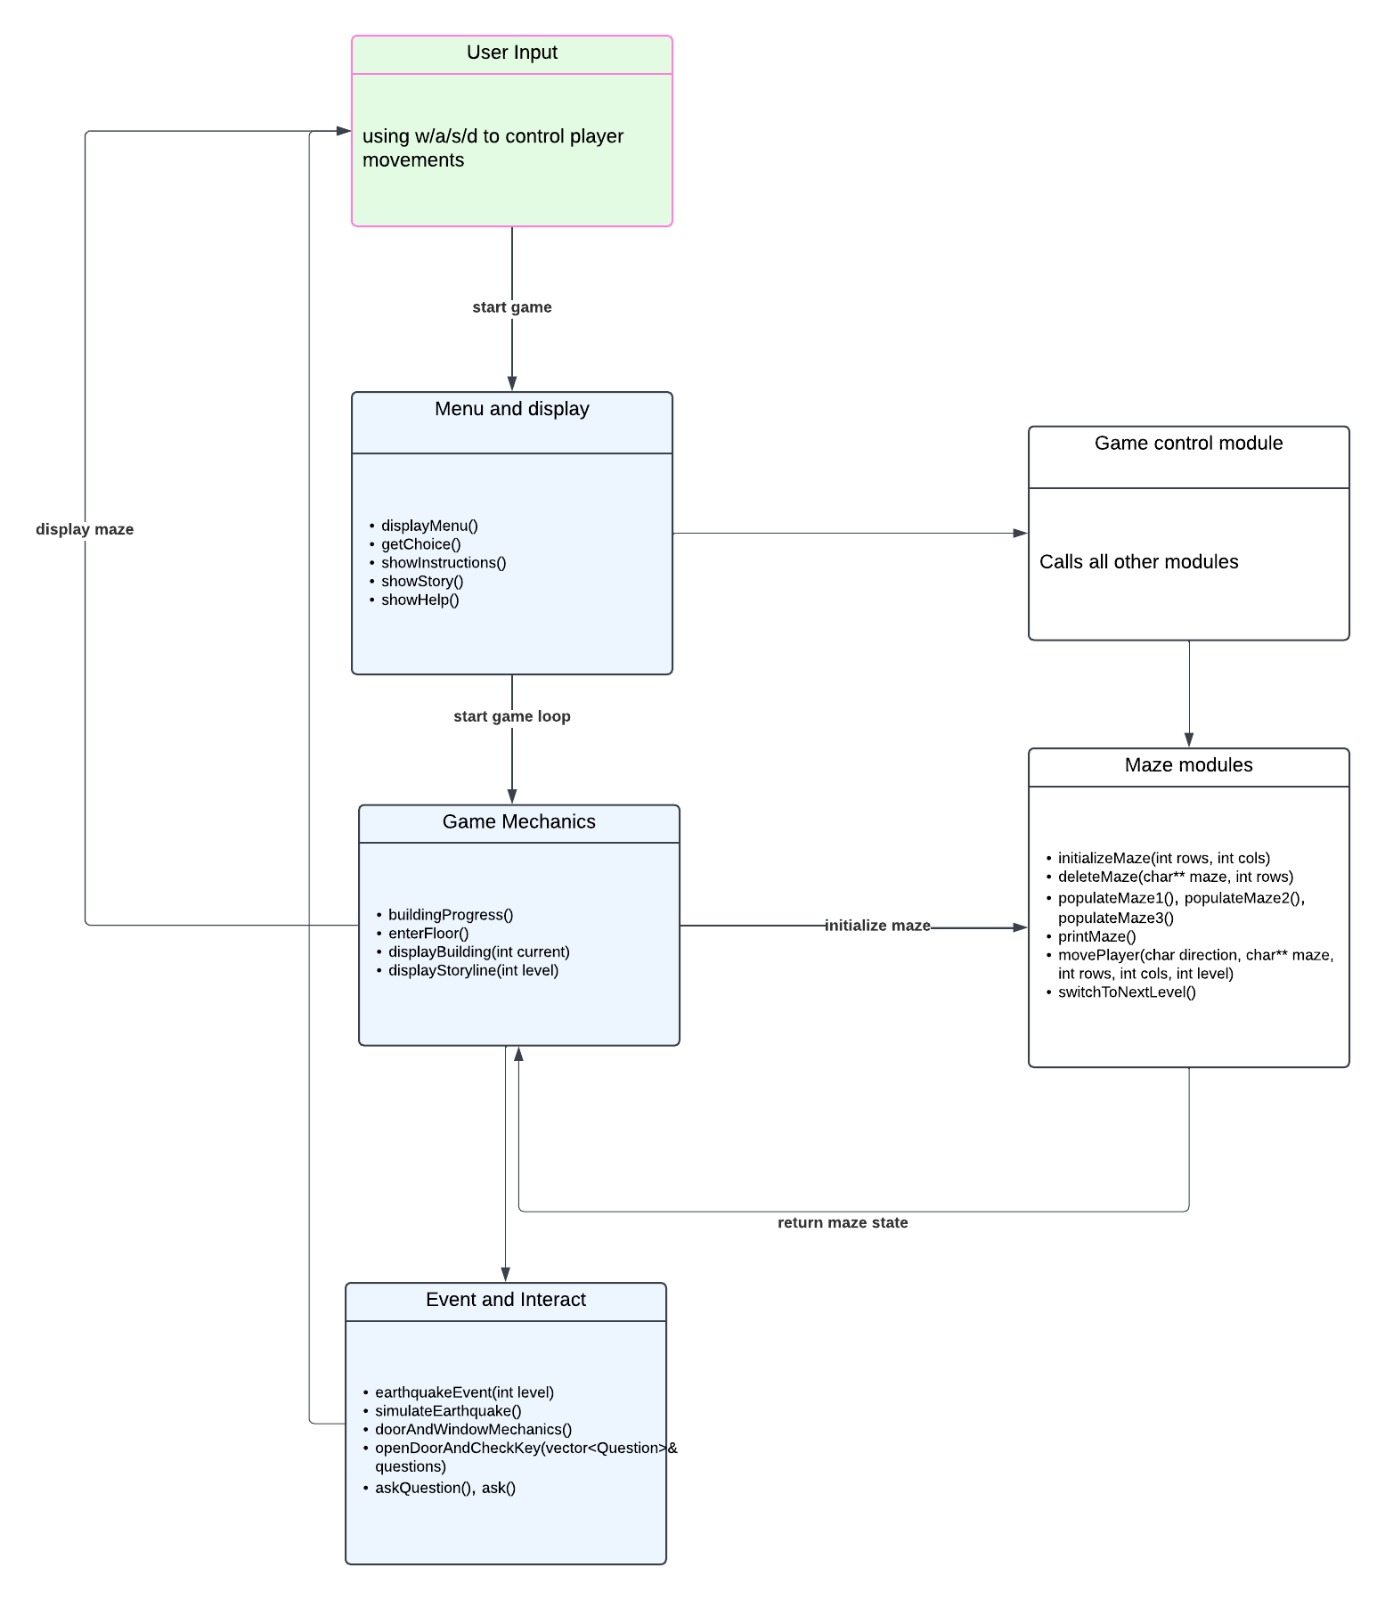 User Input
using w/a/s/d to control player
movements
start game
Menu and display
• displayMenu()
• getChoice()
• showInstructions()
• showStory()
• showHelp()
Game control module
Calls all other modules
display maze
start game loop
Game Mechanics
• buildingProgress()
• enterFloor()
• displayBuilding(int current)
• displayStoryline(int level)
initialize maze
Maze modules
• initializeMaze(int rows, int cols)
• deleteMaze(char** maze, int rows)
• populateMaze1(), populateMaze2(),
populateMaze3()
• printMaze()
• movePlayer(char direction, char** maze,
int rows, int cols, int level)
• switchToNextLevel()
return maze state
Event and Interact
• earthquakeEvent(int level)
• simulateEarthquake()
• doorAndWindowMechanics()
• openDoorAndCheckKey(vector<Question>&
questions)
• askQuestion(), ask()